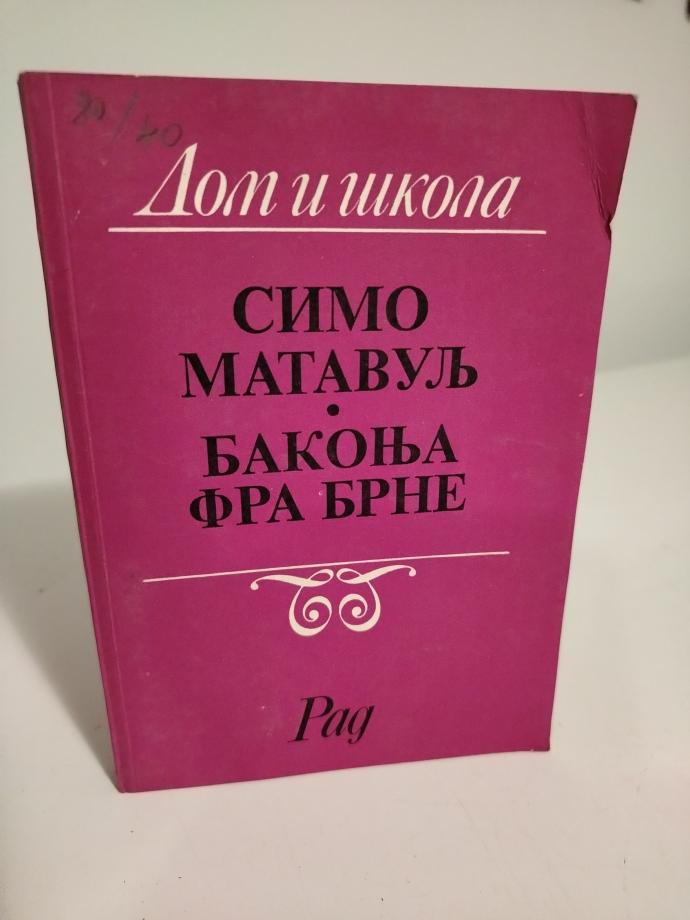 20/40
Дом и школа
СИМО
МАТАВУЉ
·
БАКОЊА
ФРА БРНЕ
Рад